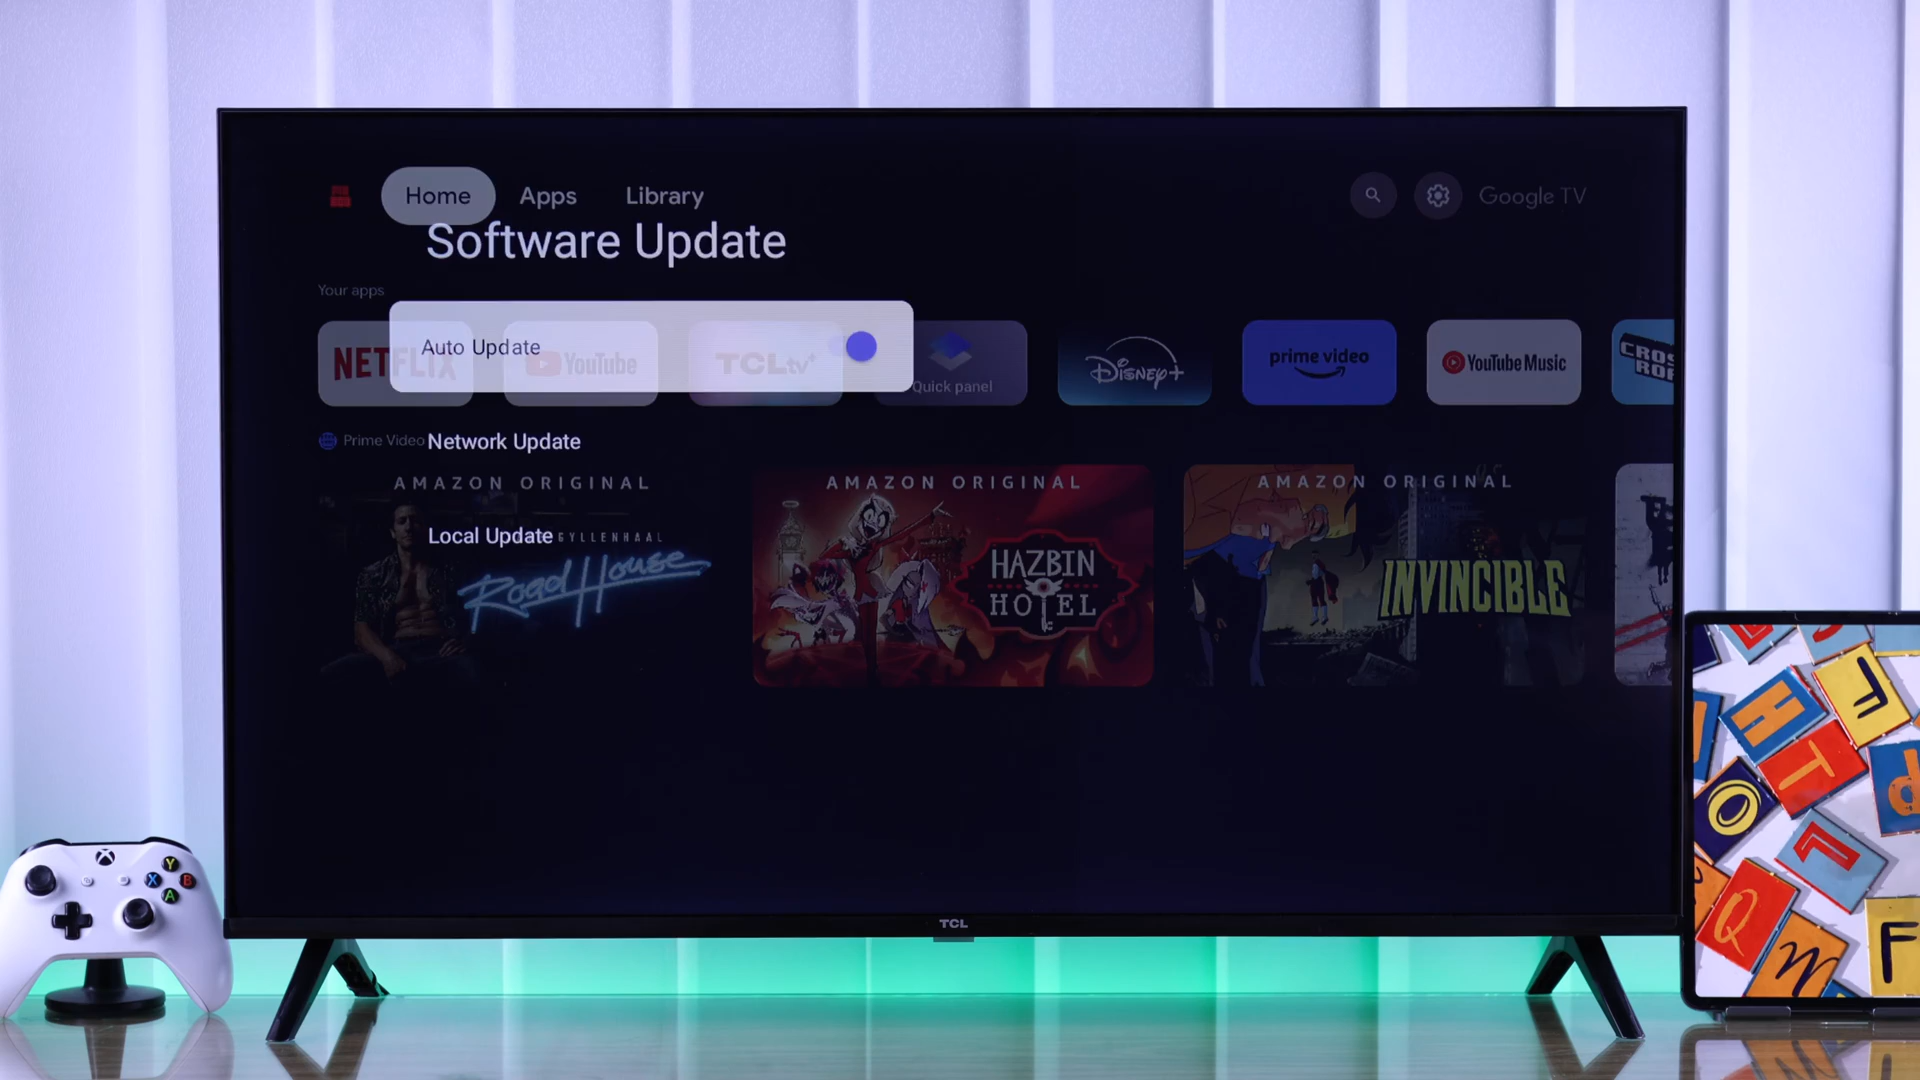 Home Apps Library Google TV
Software Update
Your apps
Auto Update
NETFLIX YouTube TCLtv+ Quick panel Disney+ prime video YouTube Music CROS ROA
Prime Video Network Update
AMAZON ORIGINAL AMAZON ORIGINAL AMAZON ORIGINAL
Local Update GYLLENHAAL
Road House
HAZBIN HOTEL
INVINCIBLE
TCL
Y
X B
A
F
H
T
d
O
L
Q
W
F